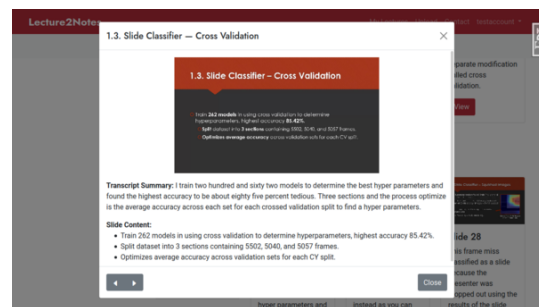 Lecture2Notes
1.3. Slide Classifier — Cross Validation
1.3. Slide Classifier – Cross Validation
Train 262 models in using cross validation to determine
hyperparameters, highest accuracy 85.42%.
Split dataset into 3 sections containing 5502, 5040, and 5057 frames.
Optimizes average accuracy across validation sets for each CY split.
Transcript Summary: I train two hundred and sixty two models to determine the best hyper parameters and
found the highest accuracy to be about eighty five percent tedious. Three sections and the process optimize
is the average accuracy across each set for each crossed validation split to find a hyper parameters.
Slide Content:
Train 262 models in using cross validation to determine hyperparameters, highest accuracy 85.42%.
Split dataset into 3 sections containing 5502, 5040, and 5057 frames.
Optimizes average accuracy across validation sets for each CY split.
Close
parate modification
lled cross
lidation.
View
lide 28
is frame miss
assified as a slide
ecause the
esenter was
opped out using the
results of the slide
hyper parameters and
instead as you can